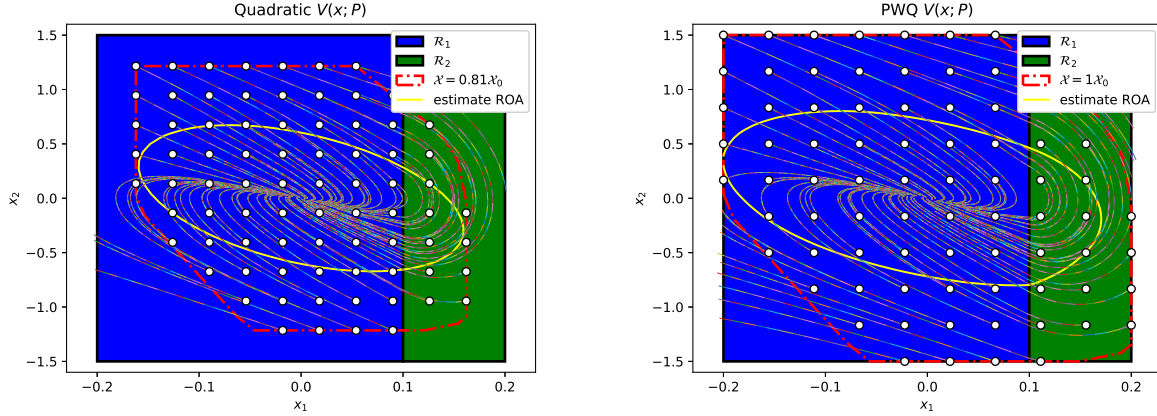 Quadratic V(x; P)
1.5
1.0
0.5
0.0
−0.5
−1.0
−1.5
x₂
−0.2
−0.1
0.0
0.1
0.2
x₁
ℛ₁
ℛ₂
𝒳 = 0.81𝒳₀
estimate ROA
PWQ V(x; P)
1.5
1.0
0.5
0.0
−0.5
−1.0
−1.5
x₂
−0.2
−0.1
0.0
0.1
0.2
x₁
ℛ₁
ℛ₂
𝒳 = 1𝒳₀
estimate ROA